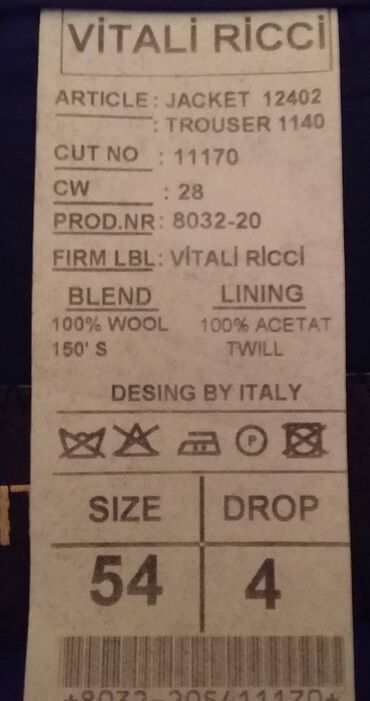 VİTALİ RİCCİ
ARTICLE : JACKET 12402
: TROUSER 1140
CUT NO : 11170
CW : 28
PROD.NR : 8032-20
FIRM LBL : VİTALİ RİCCİ
BLEND LINING
100% WOOL 100% ACETAT
150' S TWILL
DESING BY ITALY
P
SIZE DROP
54 4
*8032-205411170*